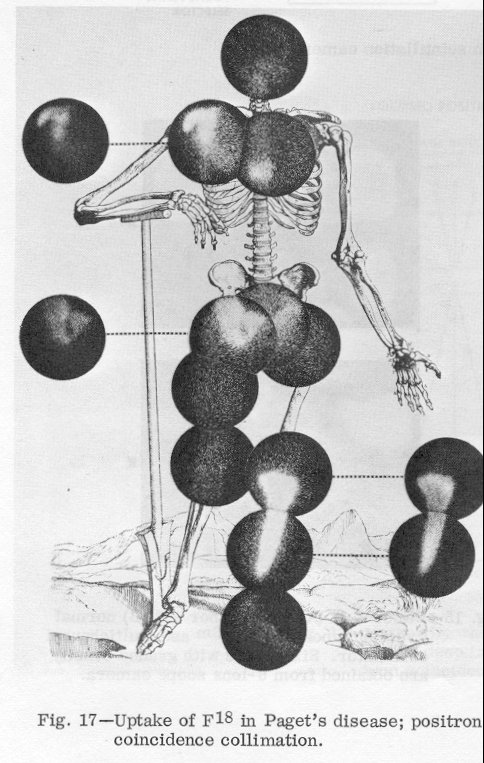 Fig. 17—Uptake of F18 in Paget's disease; positron
coincidence collimation.